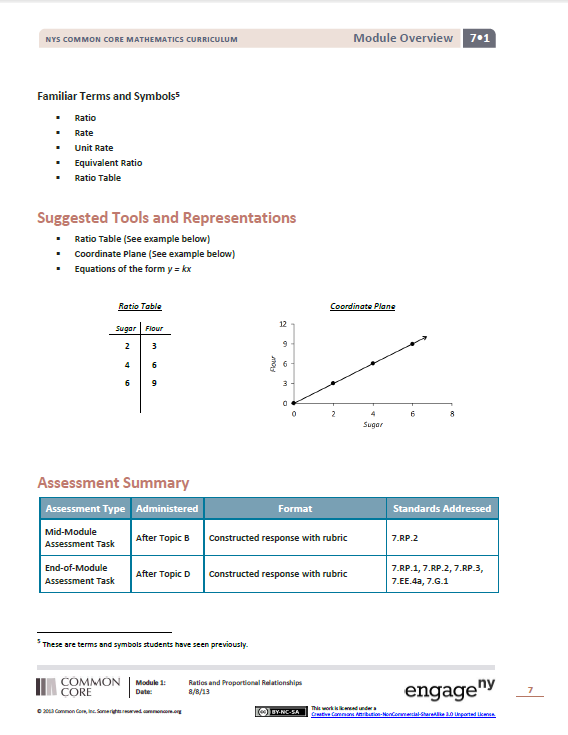 NYS COMMON CORE MATHEMATICS CURRICULUM
Module Overview
7•1
Familiar Terms and Symbols⁵
▪ Ratio
▪ Rate
▪ Unit Rate
▪ Equivalent Ratio
▪ Ratio Table
Suggested Tools and Representations
▪ Ratio Table (See example below)
▪ Coordinate Plane (See example below)
▪ Equations of the form y = kx
Ratio Table
Sugar Flour
2 3
4 6
6 9
Coordinate Plane
12
9
6
3
0
Flour
0 2 4 6 8
Sugar
Assessment Summary
Assessment Type Administered Format Standards Addressed
Mid-Module
Assessment Task
After Topic B
Constructed response with rubric
7.RP.2
End-of-Module
Assessment Task
After Topic D
Constructed response with rubric
7.RP.1, 7.RP.2, 7.RP.3,
7.EE.4a, 7.G.1
⁵ These are terms and symbols students have seen previously.
COMMON
CORE
Module 1: Ratios and Proportional Relationships
Date: 8/8/13
engage ny
7
© 2013 Common Core, Inc. Some rights reserved. commoncore.org
cc BY-NC-SA
This work is licensed under a
Creative Commons Attribution-NonCommercial-ShareAlike 3.0 Unported License.